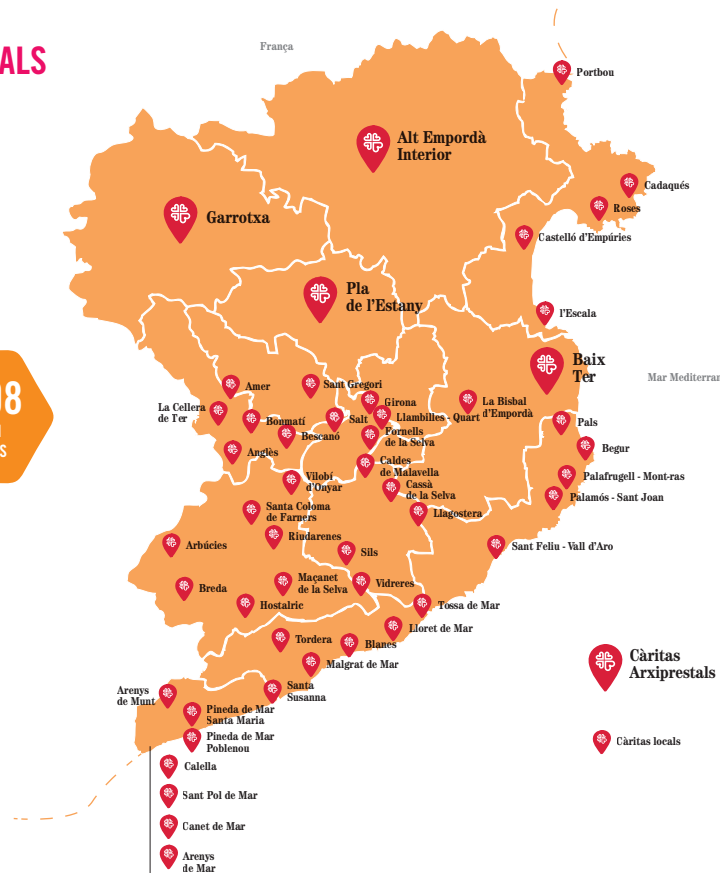 ALS
França
Portbou
Alt Empordà
Interior
Cadaqués
Roses
Garrotxa
Castelló d'Empúries
Pla
de l'Estany
l'Escala
Baix
Ter
Mar Mediterran
Amer
Sant Gregori
Girona
La Bisbal
d'Empordà
La Cellera
de Ter
Bonmatí
Salt
Llambilles - Quart
Pals
Bescanó
Fornells
de la Selva
Begur
Anglès
Caldes
de Malavella
Palafrugell - Mont-ras
Vilobí
d'Onyar
Cassà
de la Selva
Palamós - Sant Joan
Santa Coloma
de Farners
Llagostera
Riudarenes
Arbúcies
Sils
Sant Feliu - Vall d'Aro
Breda
Maçanet
de la Selva
Vidreres
Hostalric
Tossa de Mar
Lloret de Mar
Tordera
Blanes
Malgrat de Mar
Càritas
Arxiprestals
Arenys
de Munt
Santa
Susanna
Pineda de Mar
Santa Maria
Pineda de Mar
Poblenou
Càritas locals
Calella
Sant Pol de Mar
Canet de Mar
Arenys
de Mar